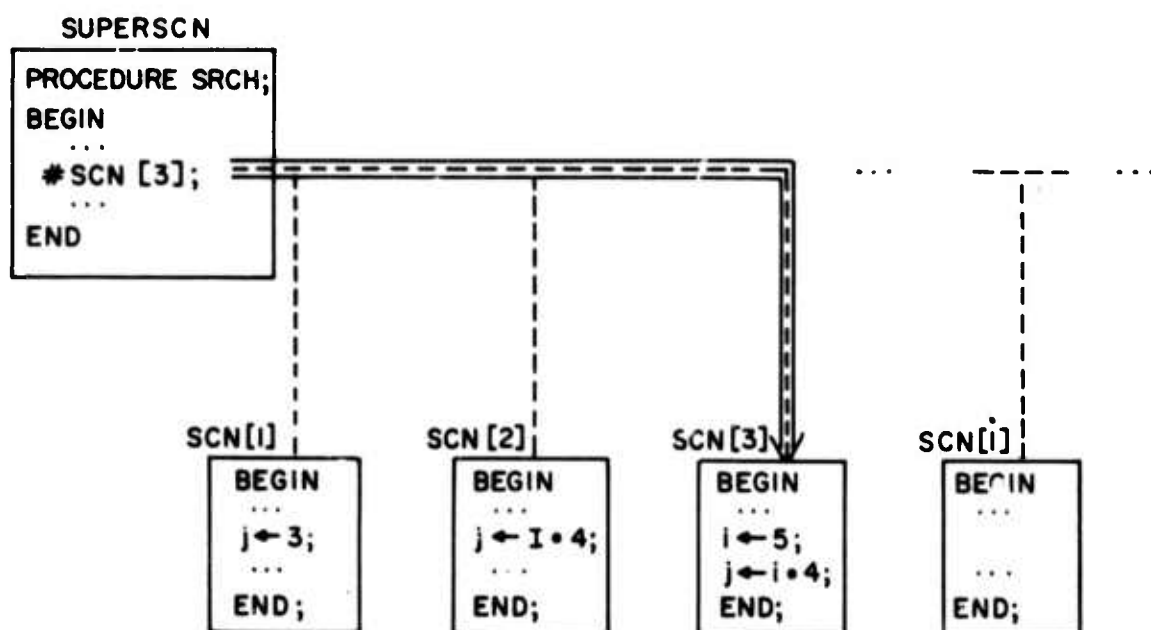 SUPERSCN
PROCEDURE SRCH;
BEGIN
...
#SCN [3];
...
END
... ...
SCN[1] SCN[2] SCN[3] SCN[i]
BEGIN
...
j←3;
...
END;
BEGIN
...
j←I•4;
...
END;
BEGIN
...
i←5;
j←i•4;
END;
BEGIN
...
...
END;